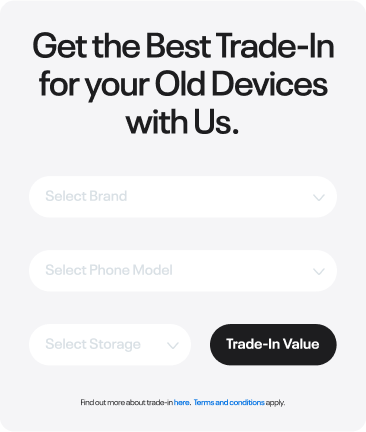 Get the Best Trade-In
for your Old Devices
with Us.
Select Brand
Select Phone Model
Select Storage
Trade-In Value
Find out more about trade-in here. Terms and conditions apply.